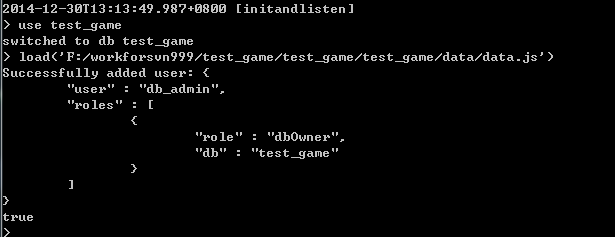 2014-12-30T13:13:49.987+0800 [initandlisten]
> use test_game
switched to db test_game
> load('F:/workforsvn999/test_game/test_game/test_game/data/data.js')
Successfully added user: {
        "user" : "db_admin",
        "roles" : [
                {
                        "role" : "dbOwner",
                        "db" : "test_game"
                }
        ]
}
true
>